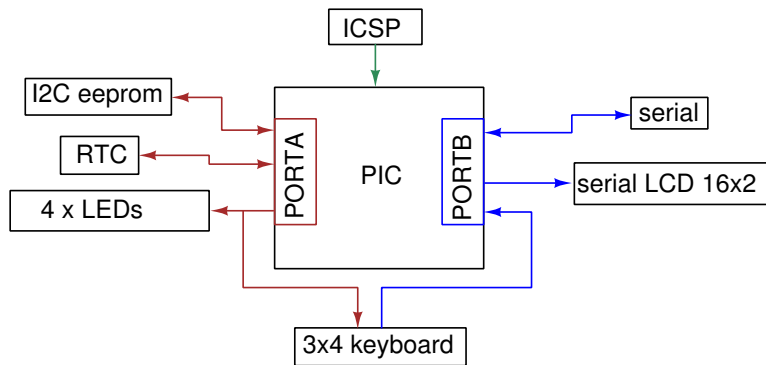 ICSP
I2C eeprom
serial
RTC
PORTA
PIC
PORTB
serial LCD 16x2
4 x LEDs
3x4 keyboard